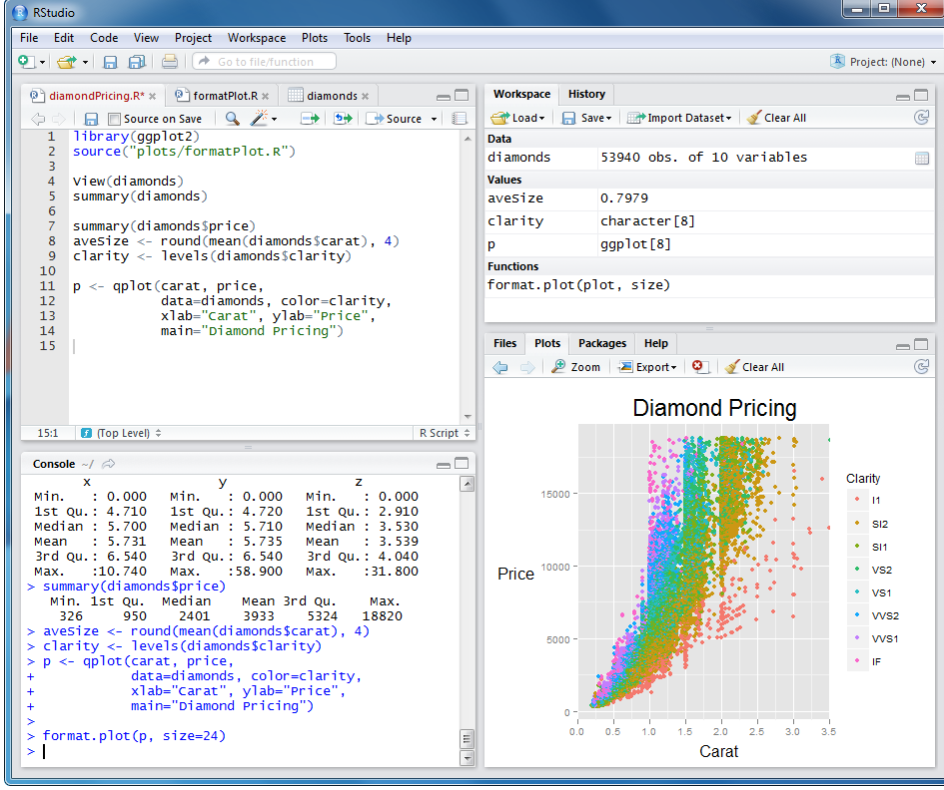 RStudio
File Edit Code View Project Workspace Plots Tools Help
Go to file/function
Project: (None)
diamondPricing.R*
formatPlot.R
diamonds
Source on Save
Source
1 library(ggplot2)
2 source("plots/formatPlot.R")
3
4 View(diamonds)
5 summary(diamonds)
6
7 summary(diamonds$price)
8 aveSize <- round(mean(diamonds$carat), 4)
9 clarity <- levels(diamonds$clarity)
10
11 p <- qplot(carat, price,
12 data=diamonds, color=clarity,
13 xlab="Carat", ylab="Price",
14 main="Diamond Pricing")
15
15:1 (Top Level) R Script
Console ~/
x y z
Min. : 0.000 Min. : 0.000 Min. : 0.000
1st Qu.: 4.710 1st Qu.: 4.720 1st Qu.: 2.910
Median : 5.700 Median : 5.710 Median : 3.530
Mean : 5.731 Mean : 5.735 Mean : 3.539
3rd Qu.: 6.540 3rd Qu.: 6.540 3rd Qu.: 4.040
Max. :10.740 Max. :58.900 Max. :31.800
> summary(diamonds$price)
Min. 1st Qu. Median Mean 3rd Qu. Max.
326 950 2401 3933 5324 18820
> aveSize <- round(mean(diamonds$carat), 4)
> clarity <- levels(diamonds$clarity)
> p <- qplot(carat, price,
+ data=diamonds, color=clarity,
+ xlab="Carat", ylab="Price",
+ main="Diamond Pricing")
>
> format.plot(p, size=24)
>
Workspace History
Load Save Import Dataset Clear All
Data
diamonds 53940 obs. of 10 variables
Values
aveSize 0.7979
clarity character[8]
p ggplot[8]
Functions
format.plot(plot, size)
Files Plots Packages Help
Zoom Export Clear All
Diamond Pricing
15000
10000
5000
0
Price
0.0 0.5 1.0 1.5 2.0 2.5 3.0 3.5
Carat
Clarity
I1
SI2
SI1
VS2
VS1
VVS2
VVS1
IF